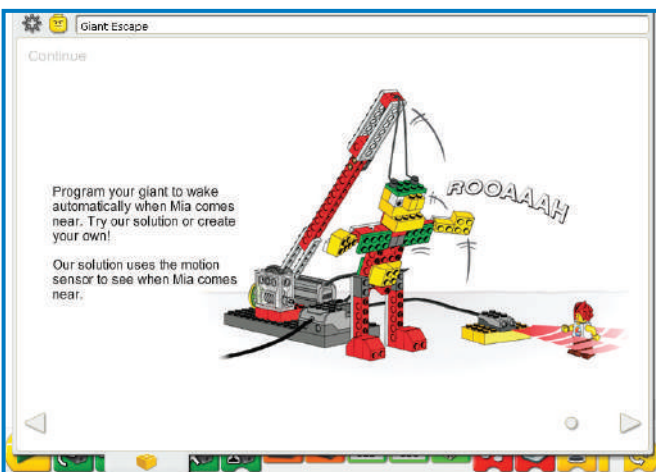 Giant Escape
Continue
Program your giant to wake
automatically when Mia comes
near. Try our solution or create
your own!
Our solution uses the motion
sensor to see when Mia comes
near.
ROOAAAH